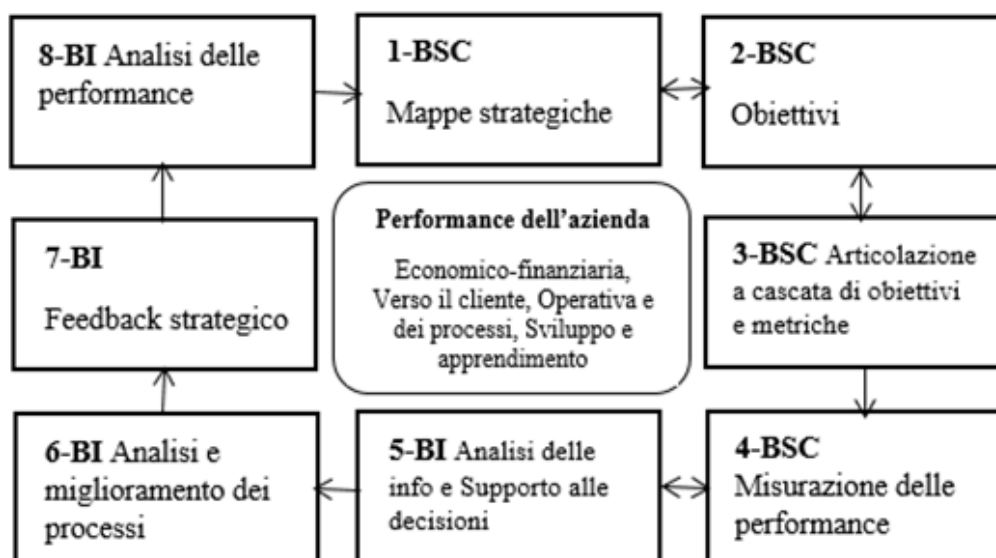 8-BI Analisi delle
performance
1-BSC
Mappe strategiche
2-BSC
Obiettivi
7-BI
Feedback strategico
Performance dell'azienda
Economico-finanziaria,
Verso il cliente, Operativa e
dei processi, Sviluppo e
apprendimento
3-BSC Articolazione
a cascata di obiettivi
e metriche
6-BI Analisi e
miglioramento dei
processi
5-BI Analisi delle
info e Supporto alle
decisioni
4-BSC
Misurazione delle
performance